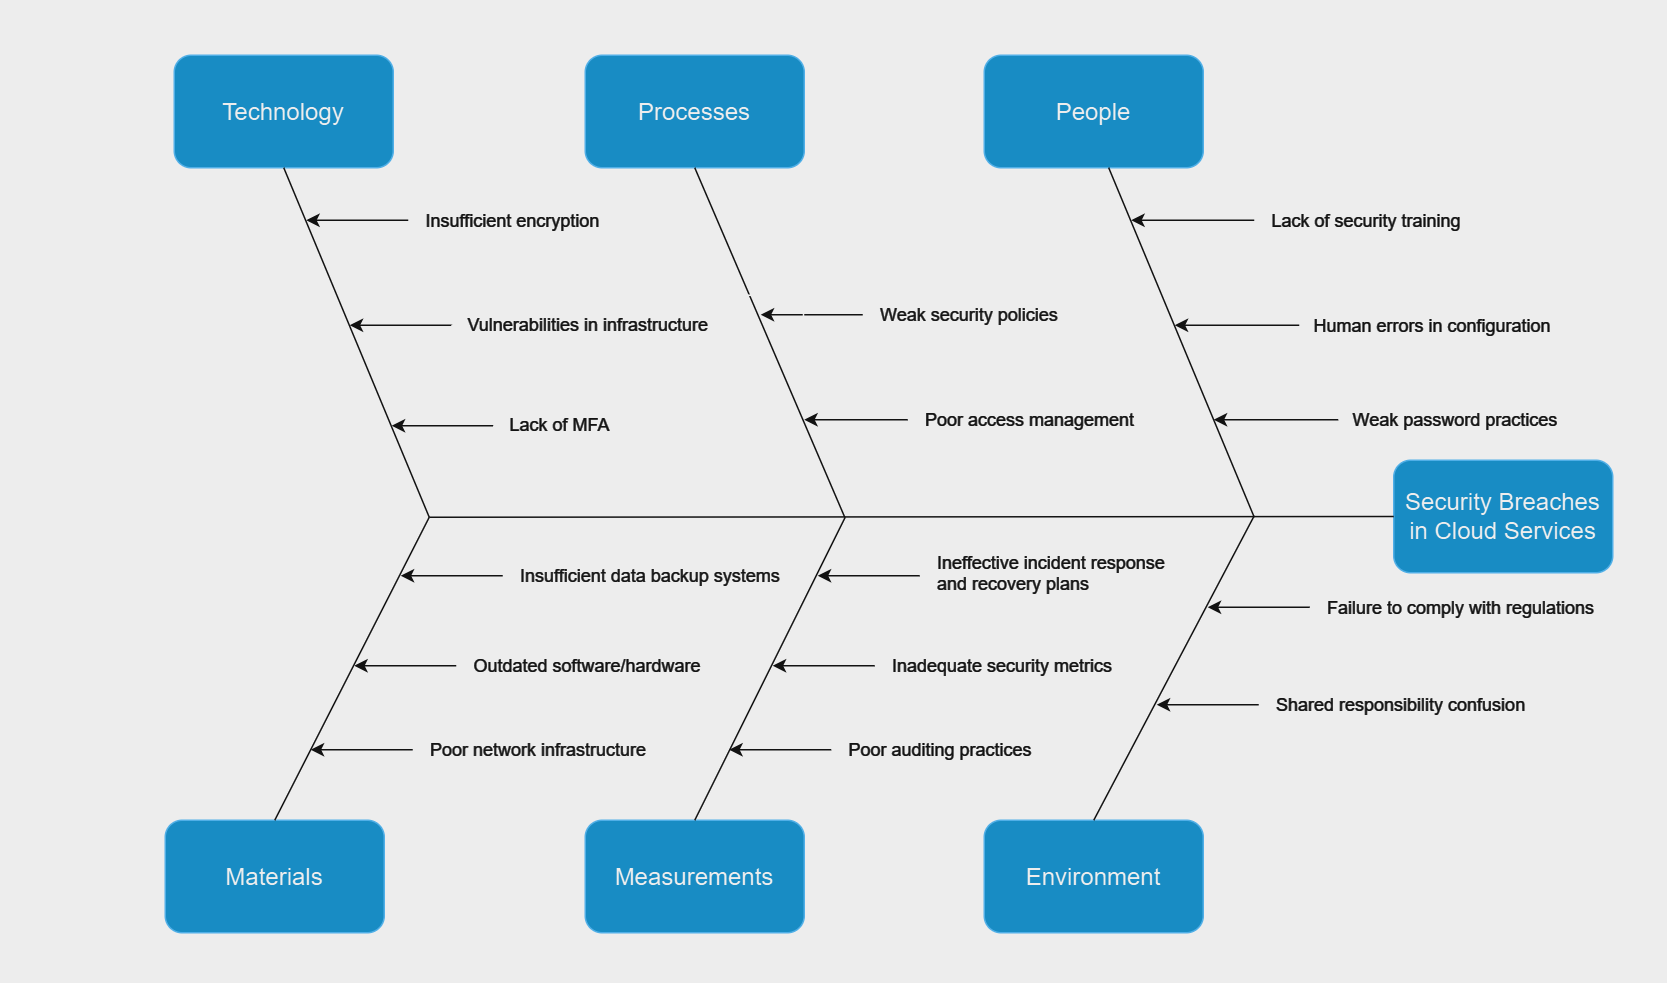 Technology
Processes
People
Insufficient encryption
Lack of security training
Vulnerabilities in infrastructure
Weak security policies
Human errors in configuration
Lack of MFA
Poor access management
Weak password practices
Security Breaches
in Cloud Services
Insufficient data backup systems
Ineffective incident response
and recovery plans
Failure to comply with regulations
Outdated software/hardware
Inadequate security metrics
Shared responsibility confusion
Poor network infrastructure
Poor auditing practices
Materials
Measurements
Environment